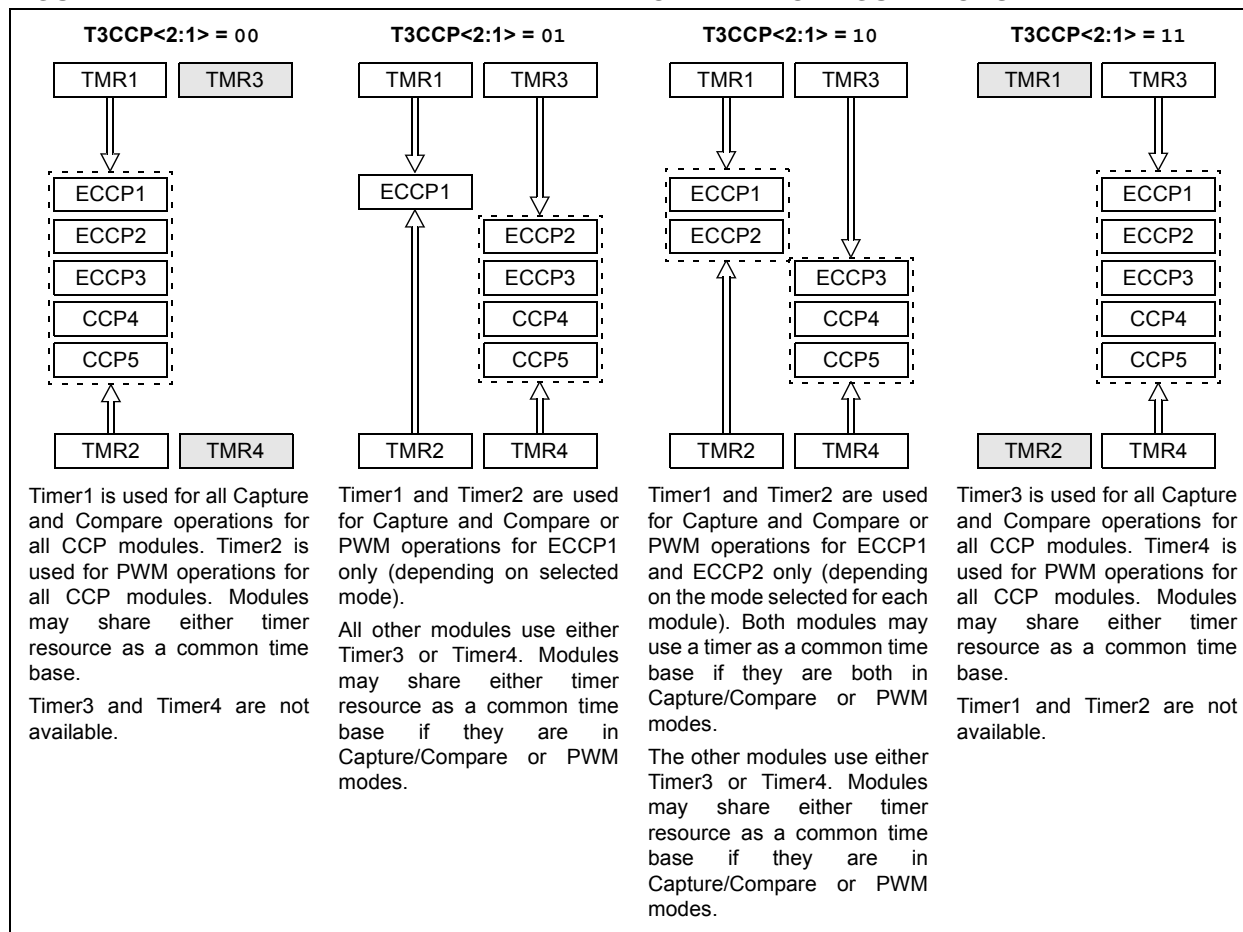 T3CCP<2:1> = 00
TMR1 TMR3
ECCP1
ECCP2
ECCP3
CCP4
CCP5
TMR2 TMR4
Timer1 is used for all Capture
and Compare operations for
all CCP modules. Timer2 is
used for PWM operations for
all CCP modules. Modules
may share either timer
resource as a common time
base.
Timer3 and Timer4 are not
available.
T3CCP<2:1> = 01
TMR1 TMR3
ECCP1
ECCP2
ECCP3
CCP4
CCP5
TMR2 TMR4
Timer1 and Timer2 are used
for Capture and Compare or
PWM operations for ECCP1
only (depending on selected
mode).
All other modules use either
Timer3 or Timer4. Modules
may share either timer
resource as a common time
base if they are in
Capture/Compare or PWM
modes.
T3CCP<2:1> = 10
TMR1 TMR3
ECCP1
ECCP2
ECCP3
CCP4
CCP5
TMR2 TMR4
Timer1 and Timer2 are used
for Capture and Compare or
PWM operations for ECCP1
and ECCP2 only (depending
on the mode selected for each
module). Both modules may
use a timer as a common time
base if they are both in
Capture/Compare or PWM
modes.
The other modules use either
Timer3 or Timer4. Modules
may share either timer
resource as a common time
base if they are in
Capture/Compare or PWM
modes.
T3CCP<2:1> = 11
TMR1 TMR3
ECCP1
ECCP2
ECCP3
CCP4
CCP5
TMR2 TMR4
Timer3 is used for all Capture
and Compare operations for
all CCP modules. Timer4 is
used for PWM operations for
all CCP modules. Modules
may share either timer
resource as a common time
base.
Timer1 and Timer2 are not
available.